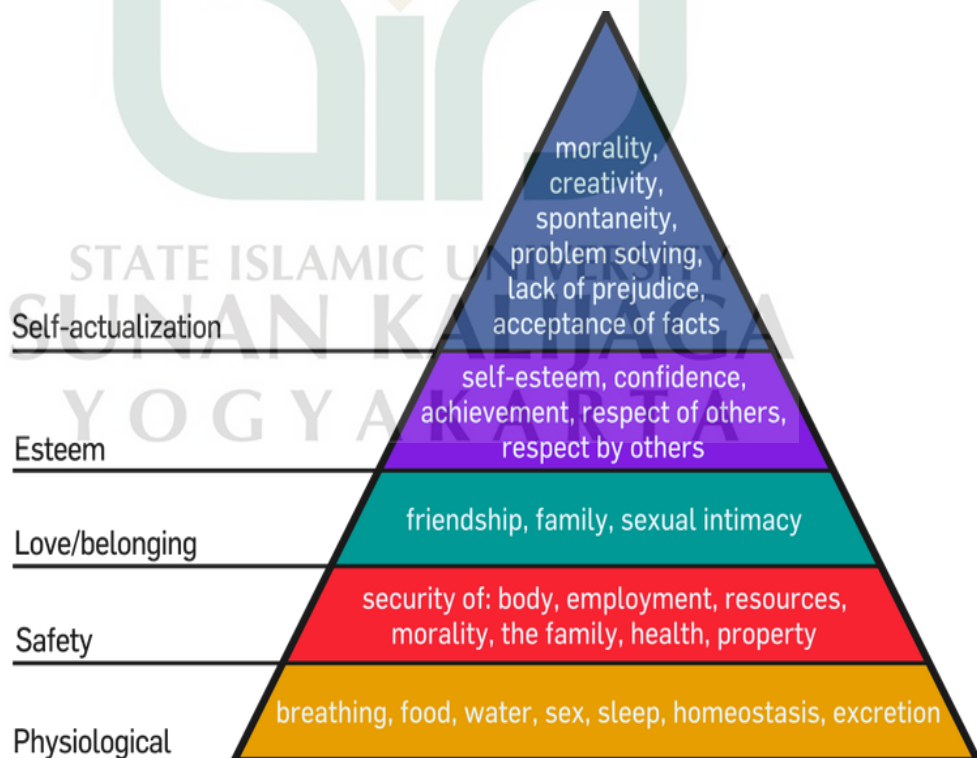 morality,
creativity,
spontaneity,
problem solving,
lack of prejudice,
acceptance of facts
Self-actualization
self-esteem, confidence,
achievement, respect of others,
respect by others
Esteem
friendship, family, sexual intimacy
Love/belonging
security of: body, employment, resources,
morality, the family, health, property
Safety
breathing, food, water, sex, sleep, homeostasis, excretion
Physiological
STATE ISLAMIC UNIVERSITY
SUNAN KALIJAGA
YOGYAKARTA